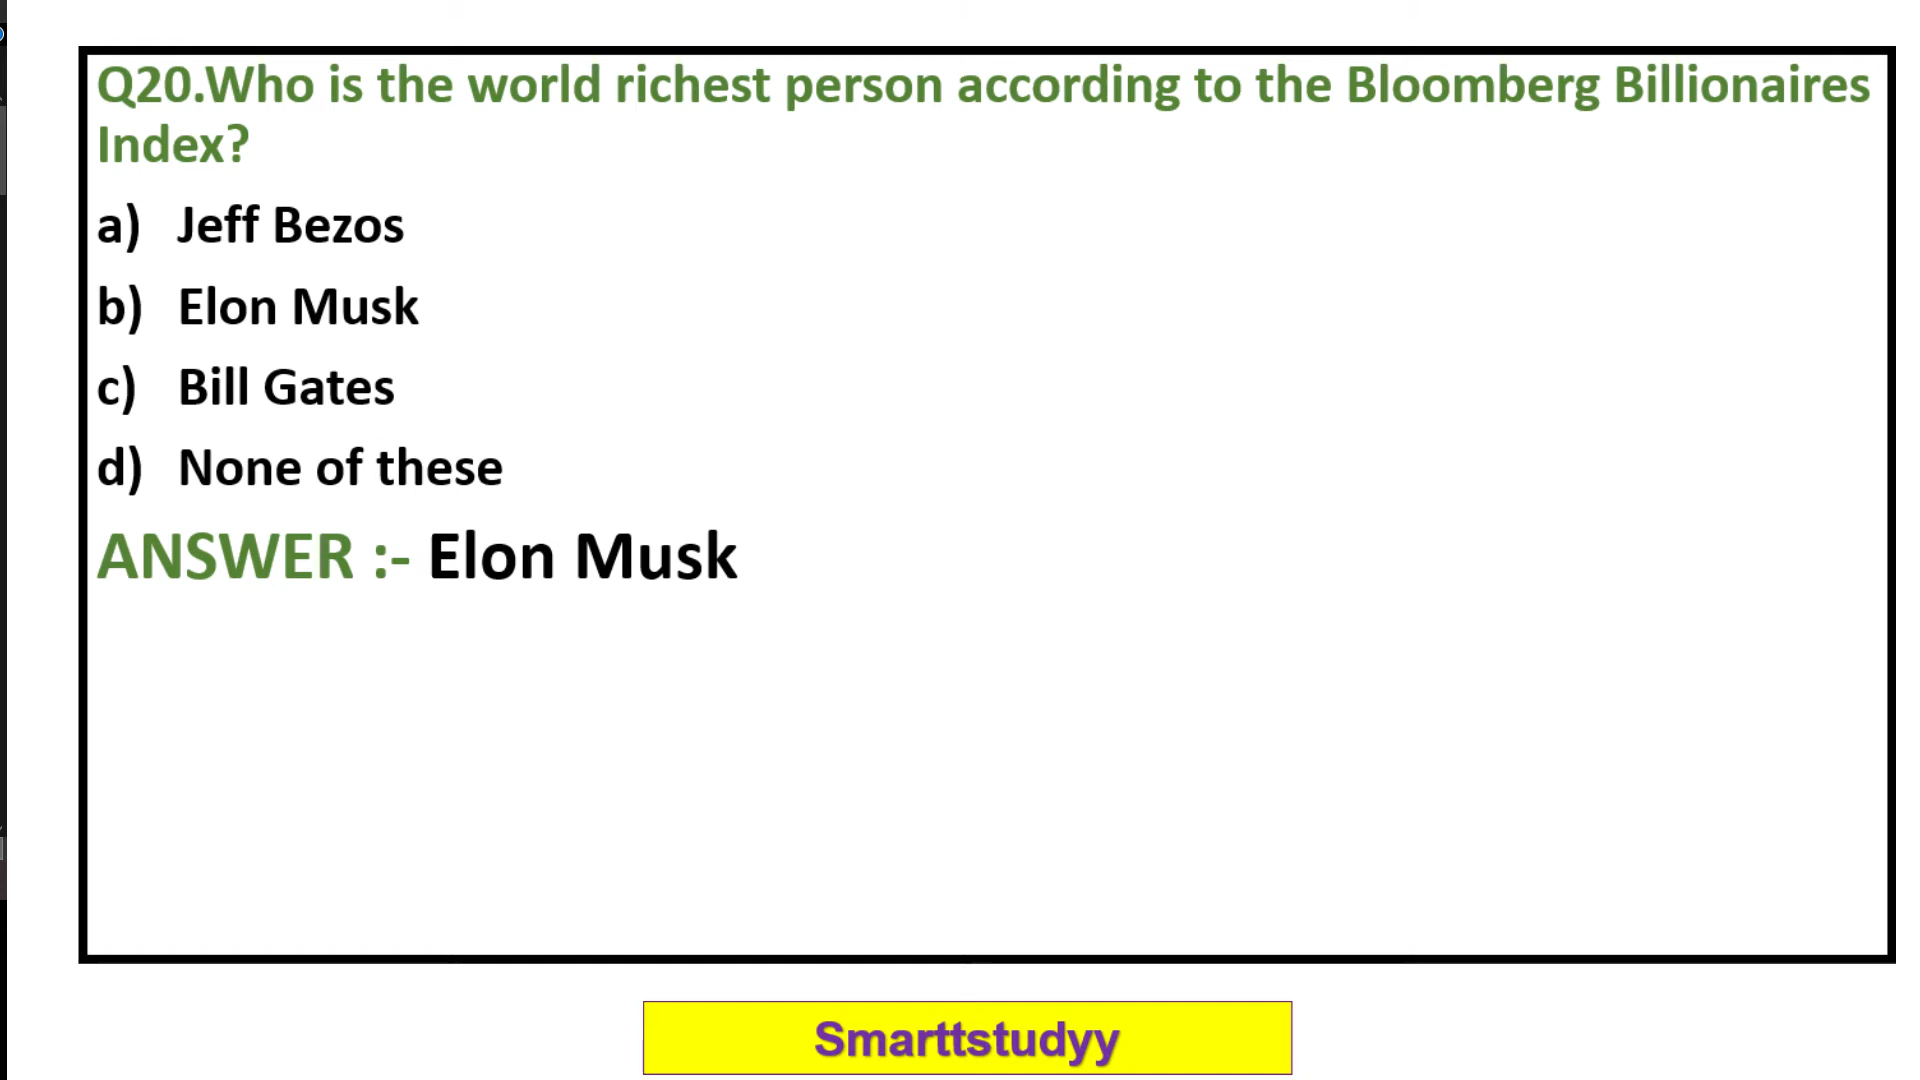 Q20.Who is the world richest person according to the Bloomberg Billionaires
Index?
a) Jeff Bezos
b) Elon Musk
c) Bill Gates
d) None of these
ANSWER :- Elon Musk
Smarttstudyy